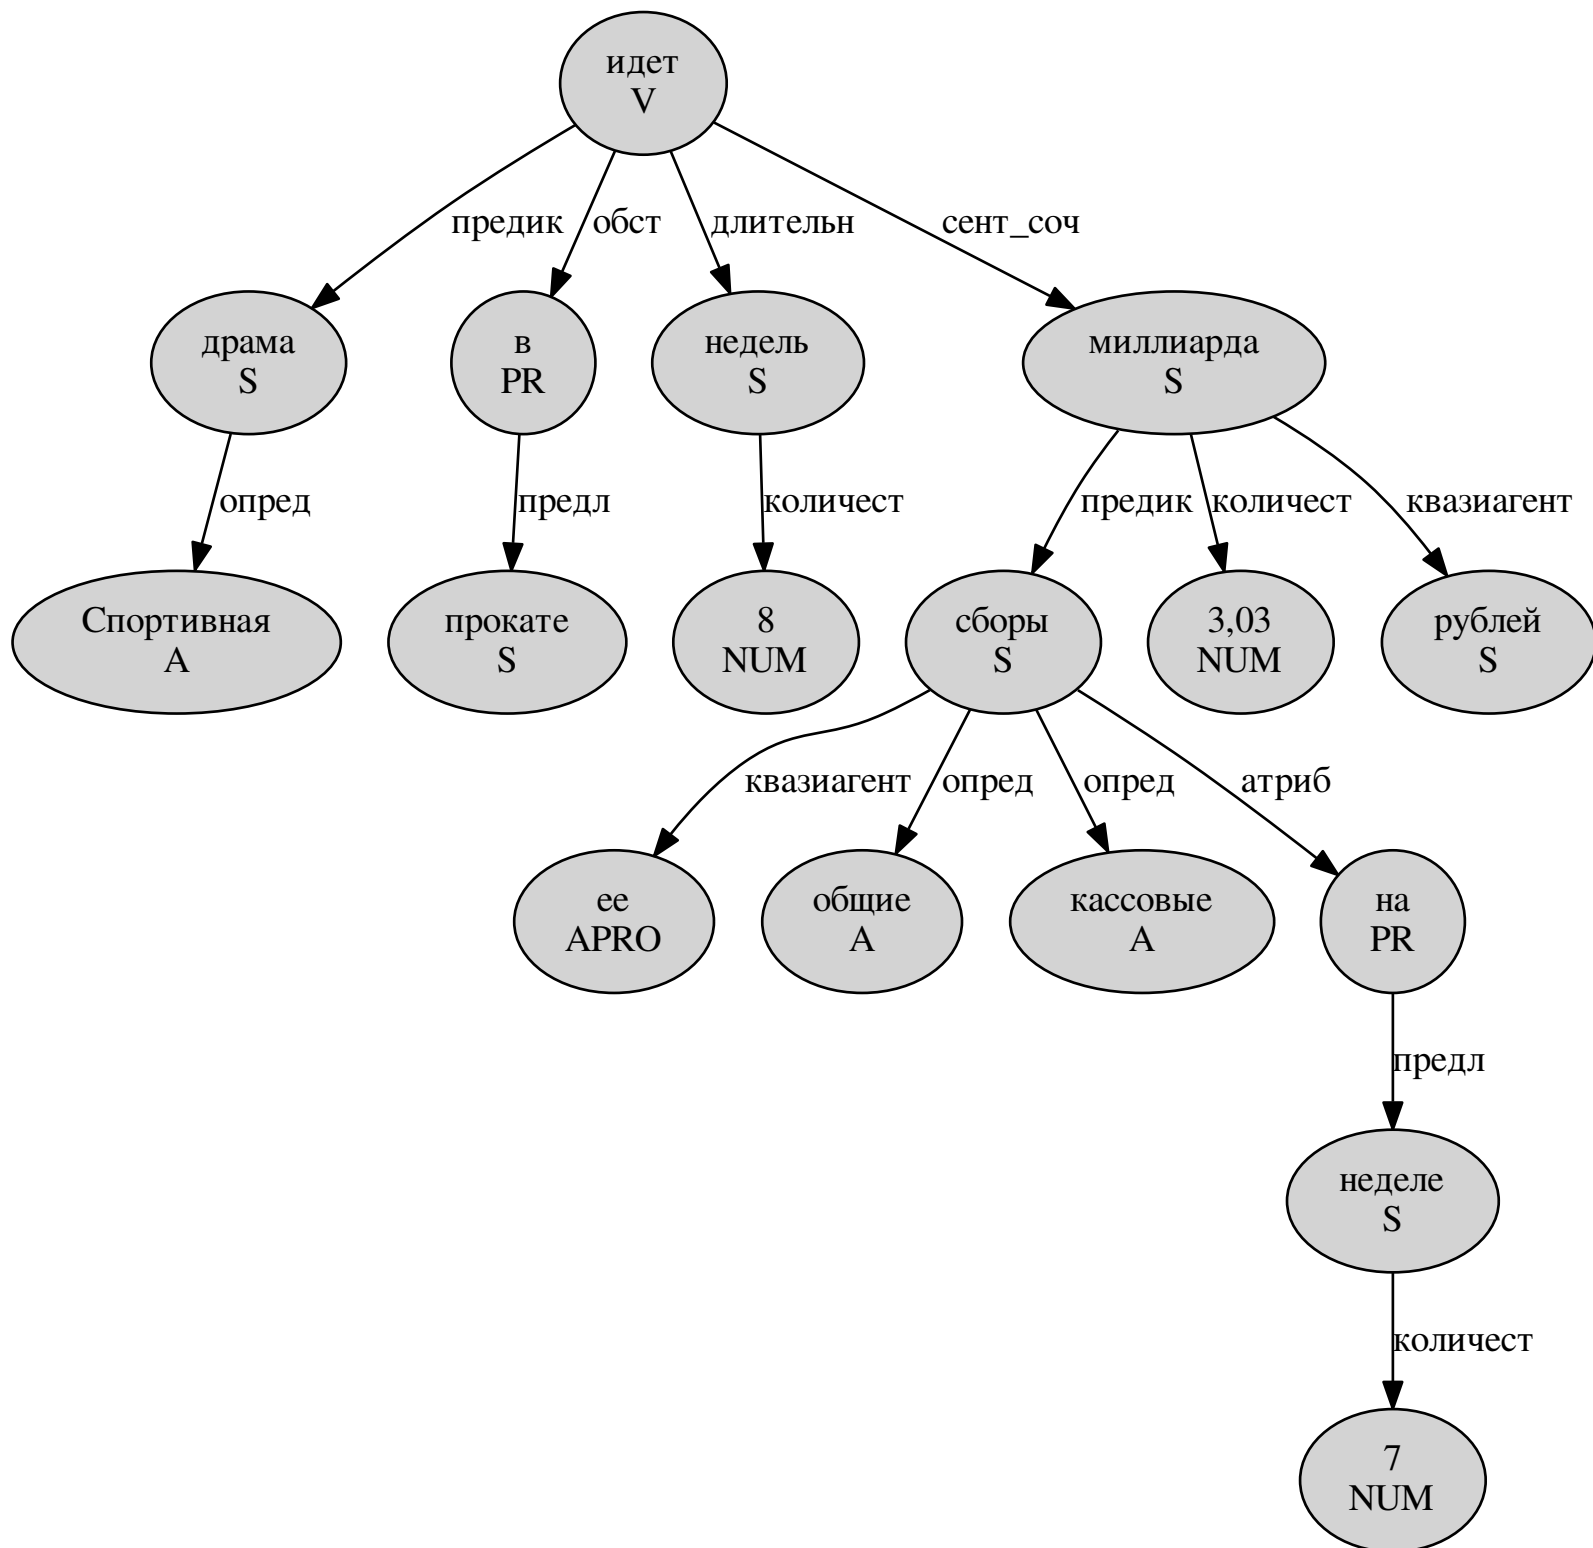 идет
V
предик
обст
длительн
сент_соч
драма
S
в
PR
недель
S
миллиарда
S
опред
предл
количест
предик
количест
квазиагент
Спортивная
A
прокате
S
8
NUM
сборы
S
3,03
NUM
рублей
S
квазиагент
опред
опред
атриб
ее
APRO
общие
A
кассовые
A
на
PR
предл
неделе
S
количест
7
NUM